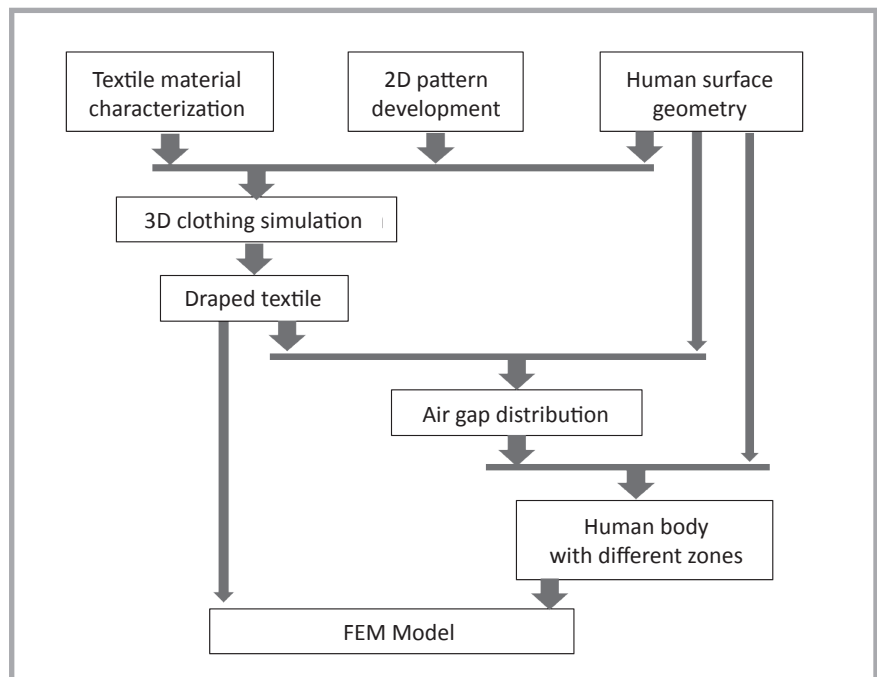 Textile material
characterization
2D pattern
development
Human surface
geometry
3D clothing simulation
Draped textile
Air gap distribution
Human body
with different zones
FEM Model